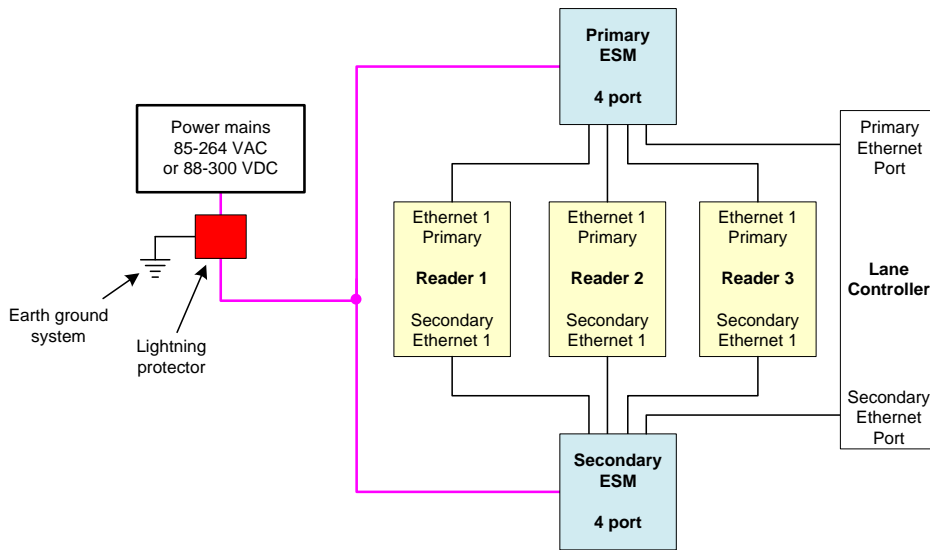 Primary
ESM
4 port
Power mains
85-264 VAC
or 88-300 VDC
Primary
Ethernet
Port
Ethernet 1
Primary
Reader 1
Secondary
Ethernet 1
Ethernet 1
Primary
Reader 2
Secondary
Ethernet 1
Ethernet 1
Primary
Reader 3
Secondary
Ethernet 1
Lane
Controller
Earth ground
system
Lightning
protector
Secondary
Ethernet
Port
Secondary
ESM
4 port